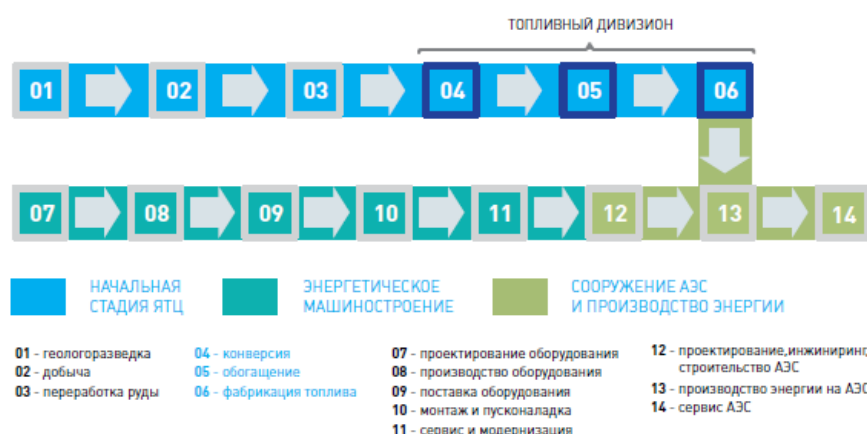 ТОПЛИВНЫЙ ДИВИЗИОН
01 02 03 04 05 06
07 08 09 10 11 12 13 14
НАЧАЛЬНАЯ
СТАДИЯ ЯТЦ
ЭНЕРГЕТИЧЕСКОЕ
МАШИНОСТРОЕНИЕ
СООРУЖЕНИЕ АЭС
И ПРОИЗВОДСТВО ЭНЕРГИИ
01 - геологоразведка
02 - добыча
03 - переработка руды
04 - конверсия
05 - обогащение
06 - фабрикация топлива
07 - проектирование оборудования
08 - производство оборудования
09 - поставка оборудования
10 - монтаж и пусконаладка
11 - сервис и модернизация
12 - проектирование,инжиниринг,
строительство АЭС
13 - производство энергии на АЭС
14 - сервис АЭС